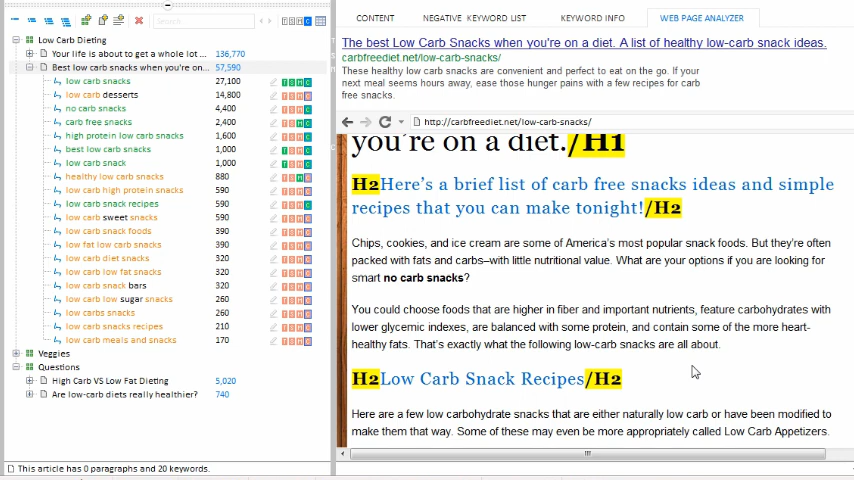 Search...
CONTENT NEGATIVE KEYWORD LIST KEYWORD INFO WEB PAGE ANALYZER
Low Carb Dieting
Your life is about to get a whole lot ... 136,770
Best low carb snacks when you're on... 57,590
low carb snacks 27,100
low carb desserts 14,800
no carb snacks 4,400
carb free snacks 2,400
high protein low carb snacks 1,600
best low carb snacks 1,000
low carb snack 1,000
healthy low carb snacks 880
low carb high protein snacks 590
low carb snack recipes 590
low carb sweet snacks 590
low carb snack foods 390
low fat low carb snacks 390
low carb diet snacks 320
low carb low fat snacks 320
low carb snack bars 320
low carb low sugar snacks 260
low carbs snacks 260
low carb snacks recipes 210
low carb meals and snacks 170
Veggies
Questions
High Carb VS Low Fat Dieting 5,020
Are low-carb diets really healthier? 740
This article has 0 paragraphs and 20 keywords.
The best Low Carb Snacks when you're on a diet. A list of healthy low-carb snack ideas.
carbfreediet.net/low-carb-snacks/
These healthy low carb snacks are convenient and perfect to eat on the go. If your
next meal seems hours away, ease those hunger pains with a few recipes for carb
free snacks.
http://carbfreediet.net/low-carb-snacks/
you're on a diet./H1
H2Here's a brief list of carb free snacks ideas and simple
recipes that you can make tonight!/H2
Chips, cookies, and ice cream are some of America's most popular snack foods. But they're often
packed with fats and carbs–with little nutritional value. What are your options if you are looking for
smart no carb snacks?
You could choose foods that are higher in fiber and important nutrients, feature carbohydrates with
lower glycemic indexes, are balanced with some protein, and contain some of the more heart-
healthy fats. That's exactly what the following low-carb snacks are all about.
H2Low Carb Snack Recipes/H2
Here are a few low carbohydrate snacks that are either naturally low carb or have been modified to
make them that way. Some of these may even be more appropriately called Low Carb Appetizers.